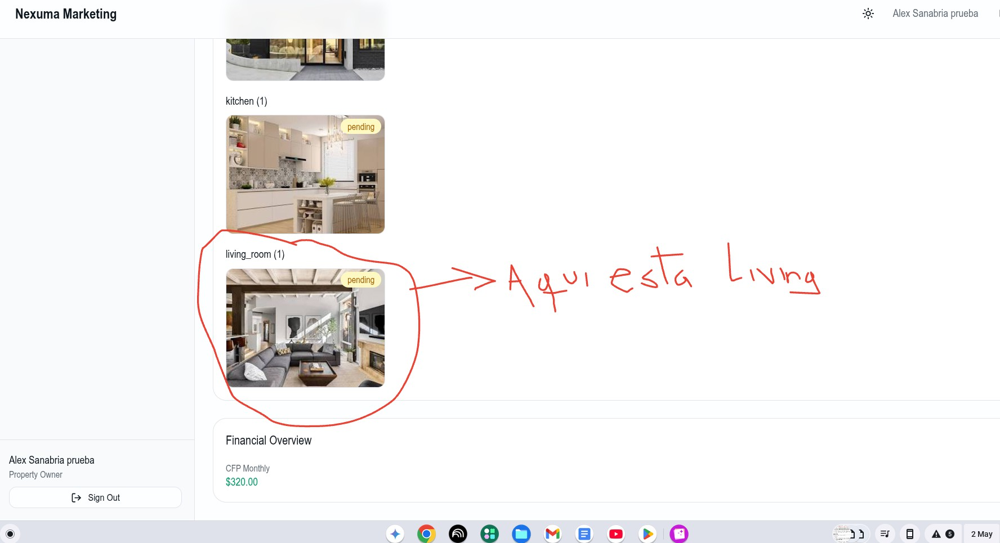 Nexuma Marketing
Alex Sanabria prueba
kitchen (1)
pending
living_room (1)
pending
Aqui esta Living
Financial Overview
CFP Monthly
$320.00
Alex Sanabria prueba
Property Owner
Sign Out
5
2 May